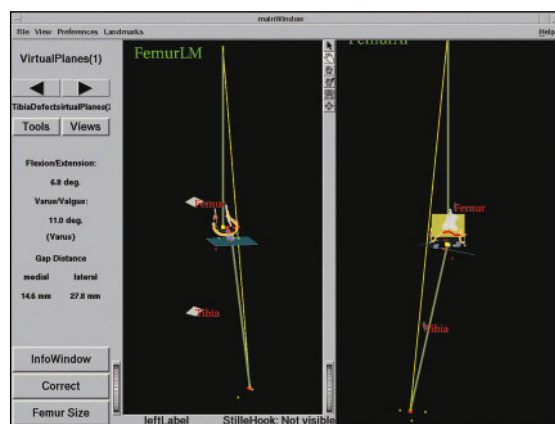 mainWindow
File View Preferences Landmarks Help
VirtualPlanes(1)
TibiaDefects
Tools Views
Flexion/Extension:
6.8 deg.
Varus/Valgus:
11.0 deg.
(Varus)
Gap Distance
medial lateral
14.6 mm 27.8 mm
InfoWindow
Correct
Femur Size
FemurLM
Femur
Tibia
leftLabel StilleHook: Not visible
Femur
Tibia